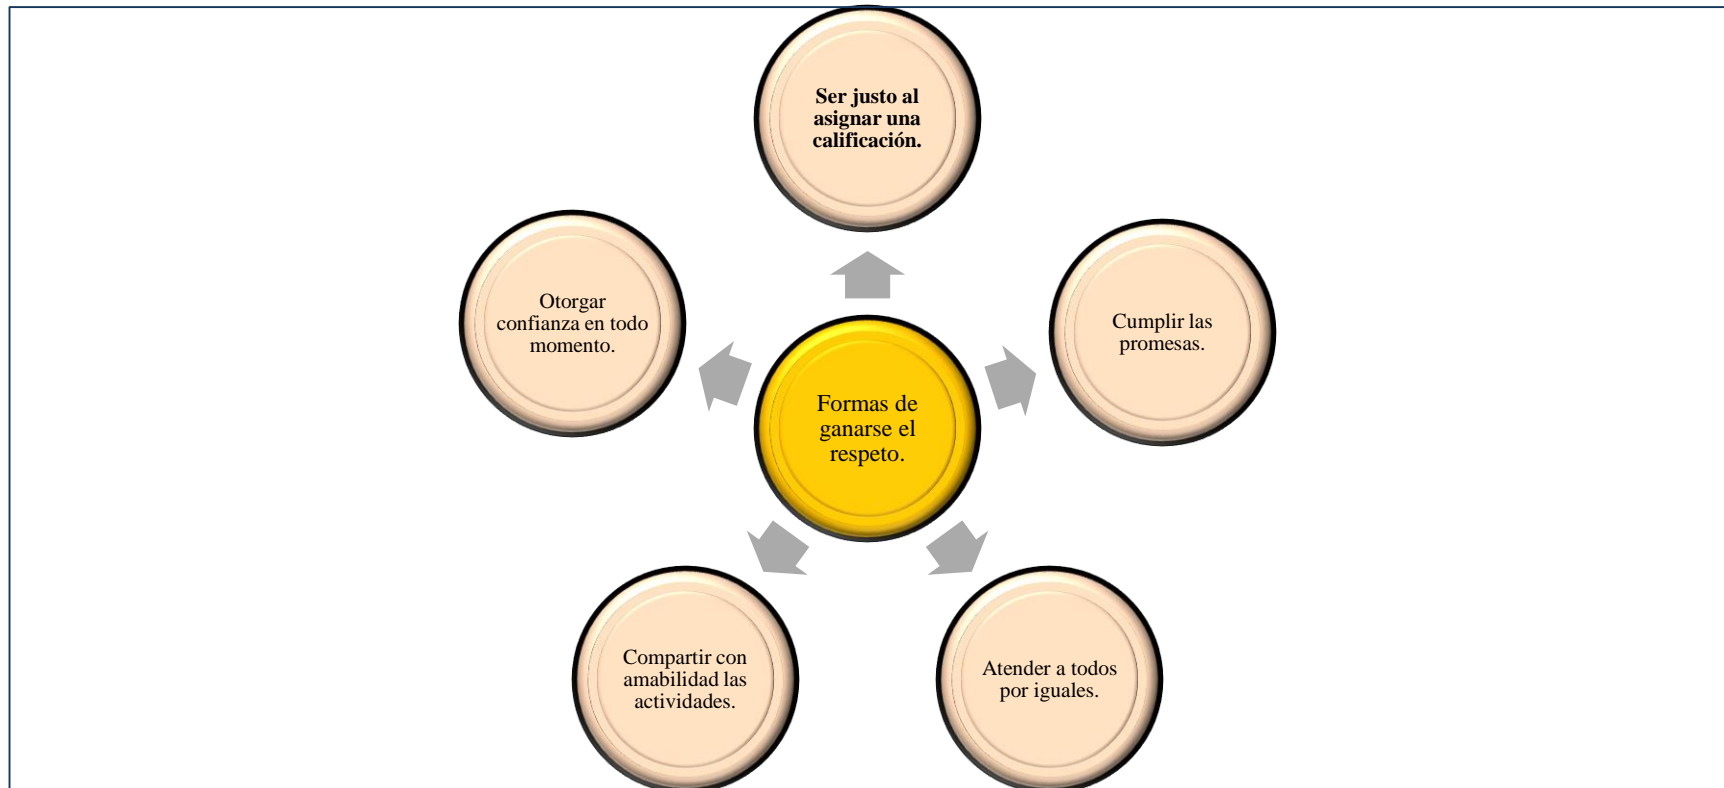 Ser justo al
asignar una
calificación.
Otorgar
confianza en todo
momento.
Cumplir las
promesas.
Formas de
ganarse el
respeto.
Compartir con
amabilidad las
actividades.
Atender a todos
por iguales.